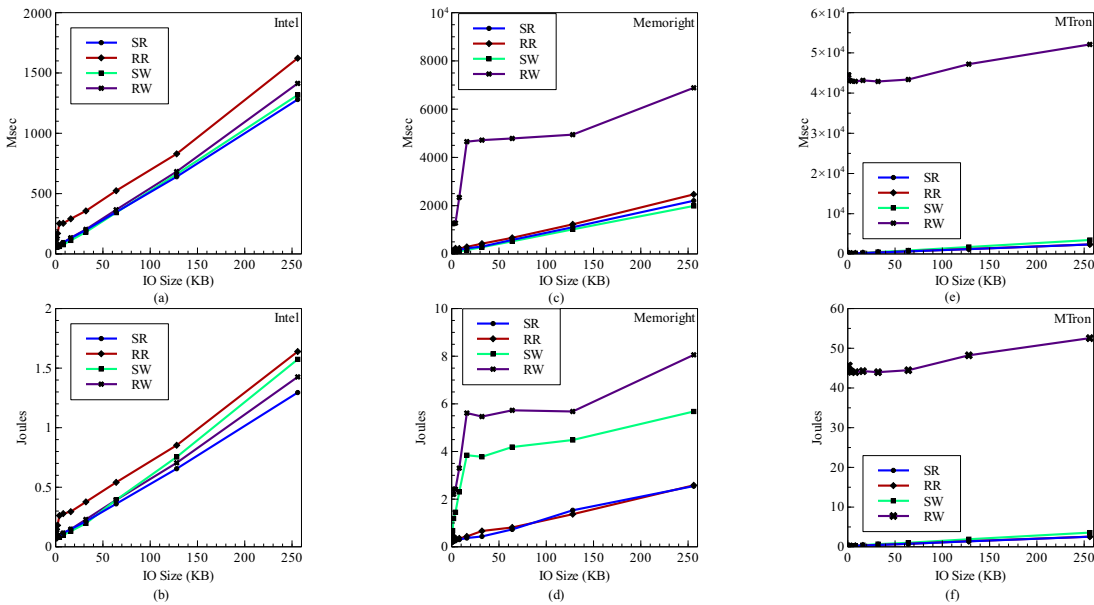 Intel
SR
RR
SW
RW
Msec
2000
1500
1000
500
0
0 50 100 150 200 250
IO Size (KB)
(a)
Memoright
SR
RR
SW
RW
Msec
10⁴
8000
6000
4000
2000
0
0 50 100 150 200 250
IO Size (KB)
(c)
MTron
SR
RR
SW
RW
Msec
6×10⁴
5×10⁴
4×10⁴
3×10⁴
2×10⁴
1×10⁴
0
0 50 100 150 200 250
IO Size (KB)
(e)
Intel
SR
RR
SW
RW
Joules
2
1.5
1
0.5
0
0 50 100 150 200 250
IO Size (KB)
(b)
Memoright
SR
RR
SW
RW
Joules
10
8
6
4
2
0
0 50 100 150 200 250
IO Size (KB)
(d)
MTron
SR
RR
SW
RW
Joules
60
50
40
30
20
10
0
0 50 100 150 200 250
IO Size (KB)
(f)